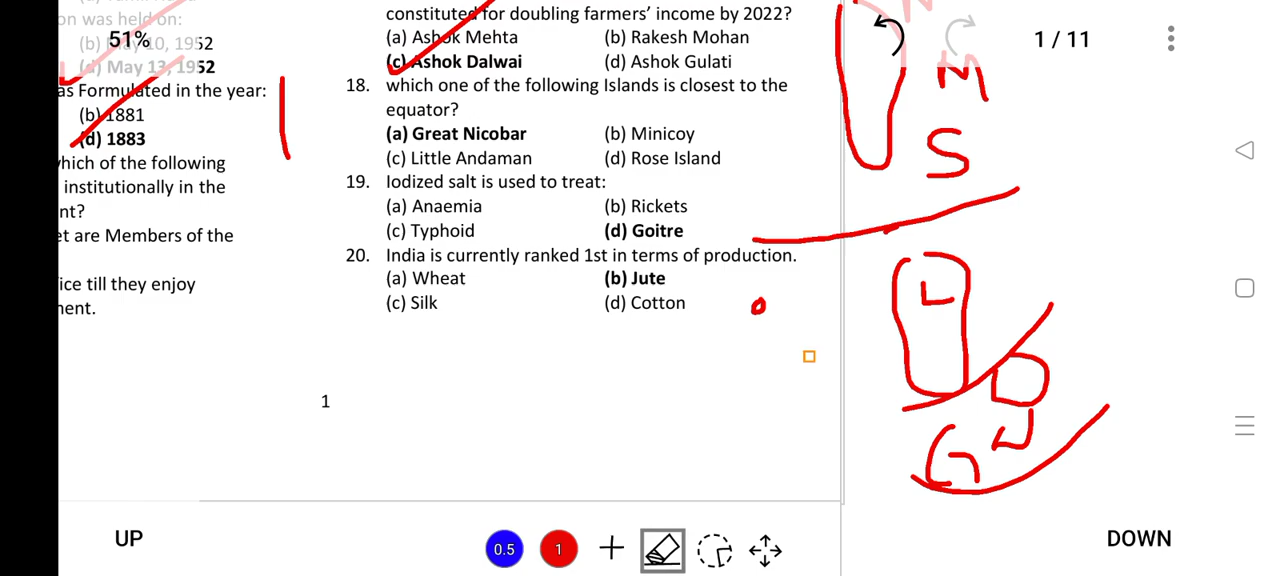 on was held on:
51%
(b) May 10, 1952
(d) May 13, 1952
as Formulated in the year:
(b) 1881
(d) 1883
which of the following
institutionally in the
nt?
et are Members of the
fice till they enjoy
ment.
constituted for doubling farmers' income by 2022?
(a) Ashok Mehta (b) Rakesh Mohan
(c) Ashok Dalwai (d) Ashok Gulati
18. which one of the following Islands is closest to the
equator?
(a) Great Nicobar (b) Minicoy
(c) Little Andaman (d) Rose Island
19. Iodized salt is used to treat:
(a) Anaemia (b) Rickets
(c) Typhoid (d) Goitre
20. India is currently ranked 1st in terms of production.
(a) Wheat (b) Jute
(c) Silk (d) Cotton
1
1 / 11
M
S
L
D
G
UP
0.5
1
DOWN